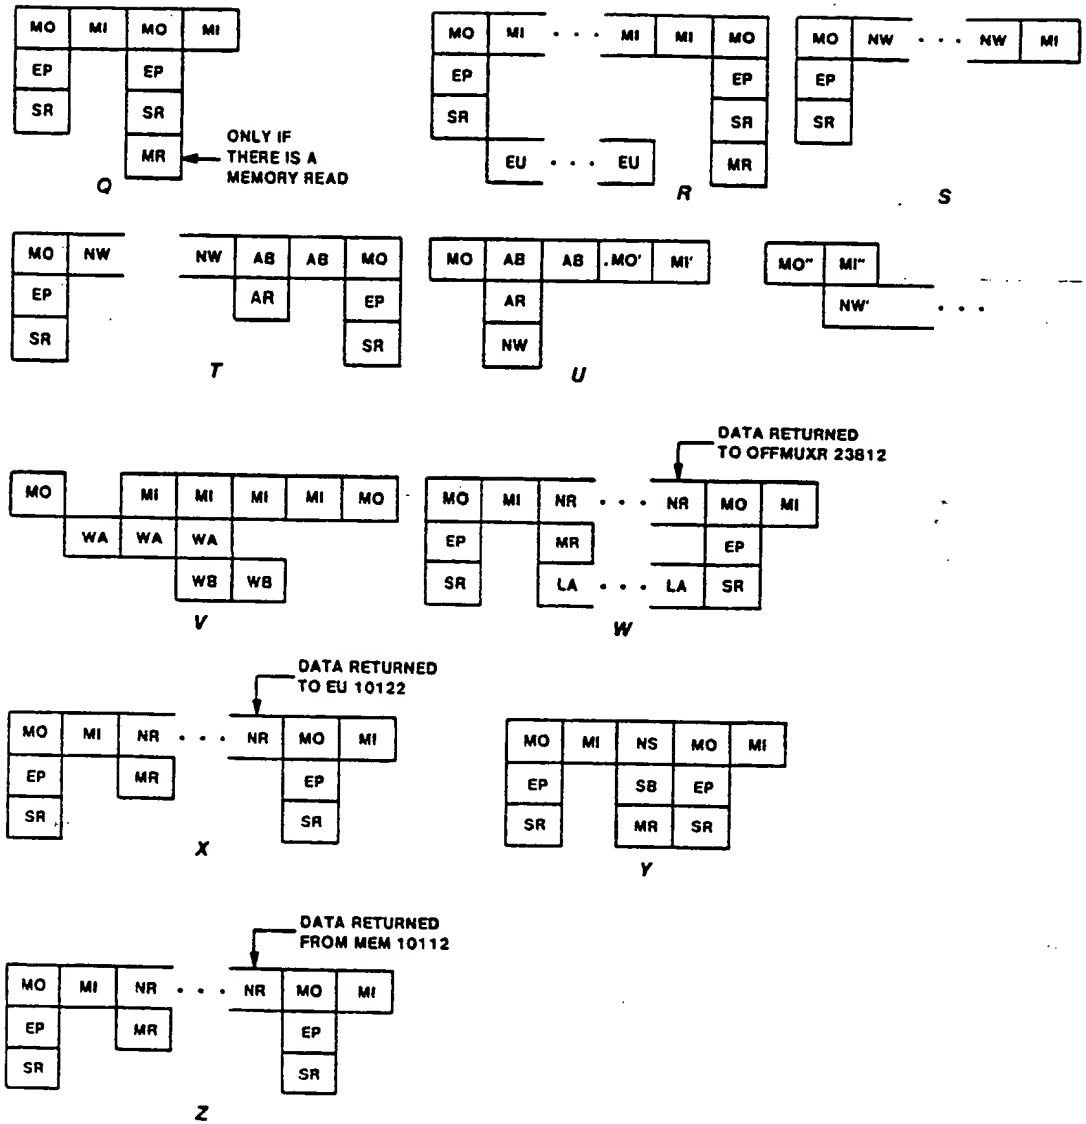 MO MI MO MI
EP EP
SR SR
MR
ONLY IF
THERE IS A
MEMORY READ
Q
MO MI · · · MI MI MO
EP EP
SR SR
EU · · · EU MR
R
MO NW · · · NW MI
EP
SR
S
MO NW NW AB AB MO
EP AR EP
SR SR
T
MO AB AB .MO' MI'
AR
NW
U
MO" MI"
NW' · · ·
MO MI MI MI MI MO
WA WA WA
WB WB
V
DATA RETURNED
TO OFFMUXR 23812
MO MI NR · · · NR MO MI
EP MR EP
SR LA · · · LA SR
W
DATA RETURNED
TO EU 10122
MO MI NR · · · NR MO MI
EP MR EP
SR SR
X
MO MI NS MO MI
EP SB EP
SR MR SR
Y
DATA RETURNED
FROM MEM 10112
MO MI NR · · · NR MO MI
EP MR EP
SR SR
Z